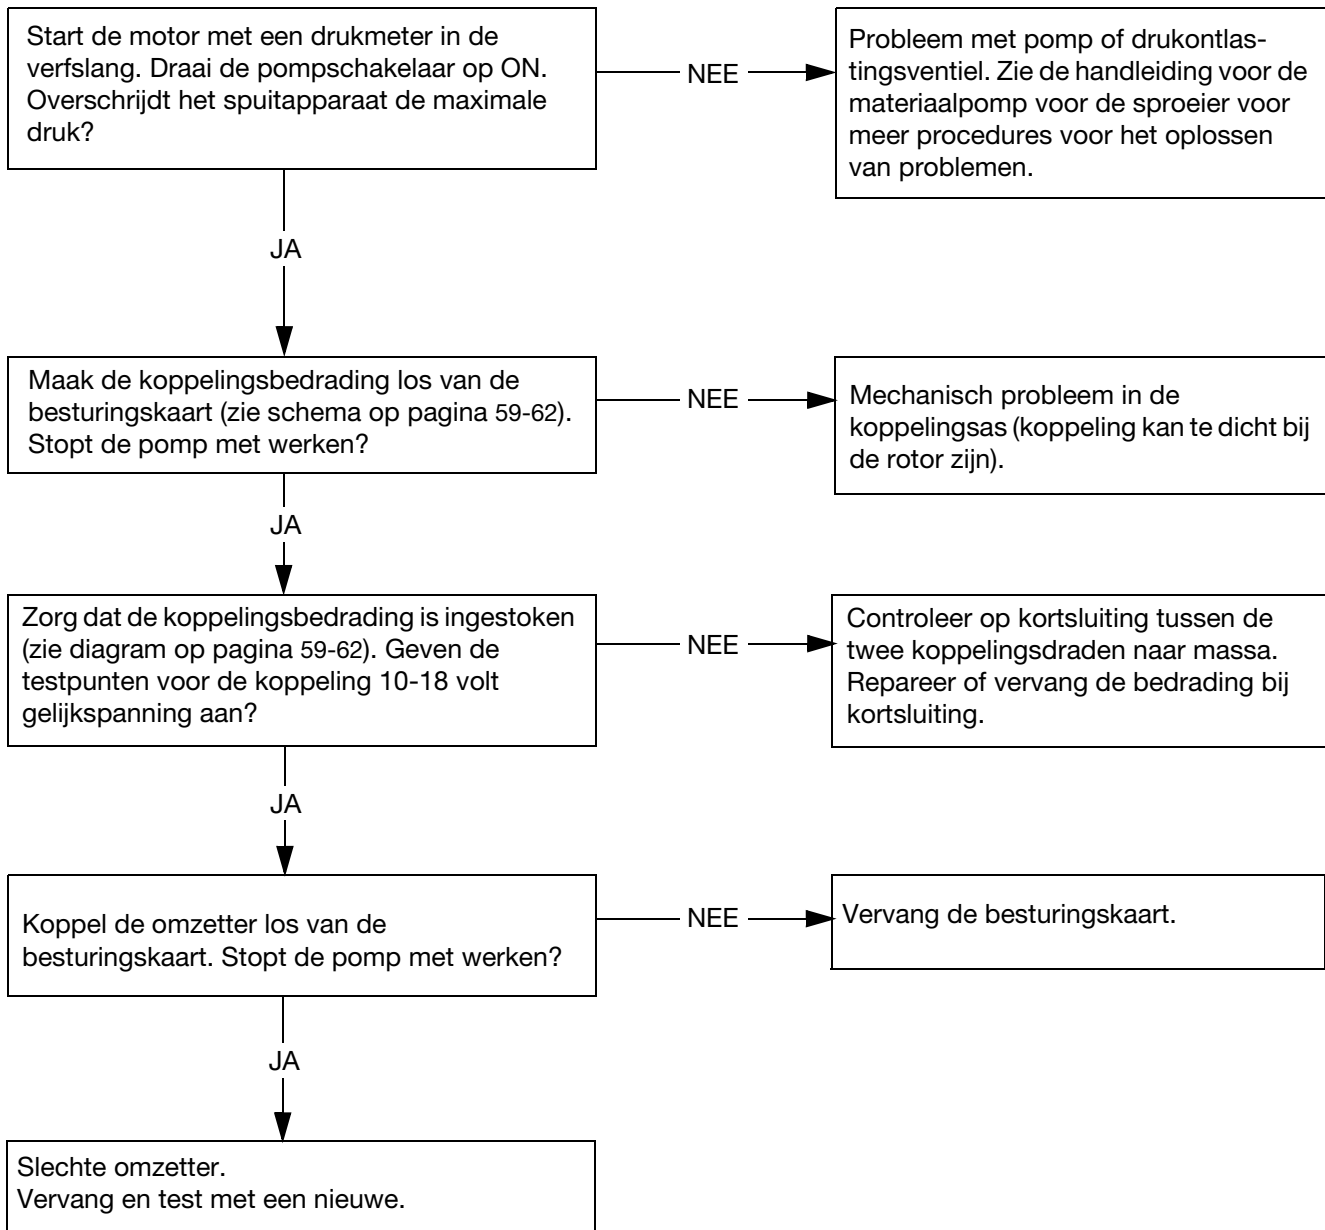 Start de motor met een drukmeter in de
verfslang. Draai de pompschakelaar op ON.
Overschrijdt het spuitapparaat de maximale
druk?
NEE
Probleem met pomp of drukontlas-
tingsventiel. Zie de handleiding voor de
materiaalpomp voor de sproeier voor
meer procedures voor het oplossen
van problemen.
JA
Maak de koppelingsbedrading los van de
besturingskaart (zie schema op pagina 59-62).
Stopt de pomp met werken?
NEE
Mechanisch probleem in de
koppelingsas (koppeling kan te dicht bij
de rotor zijn).
JA
Zorg dat de koppelingsbedrading is ingestoken
(zie diagram op pagina 59-62). Geven de
testpunten voor de koppeling 10-18 volt
gelijkspanning aan?
NEE
Controleer op kortsluiting tussen de
twee koppelingsdraden naar massa.
Repareer of vervang de bedrading bij
kortsluiting.
JA
Koppel de omzetter los van de
besturingskaart. Stopt de pomp met werken?
NEE
Vervang de besturingskaart.
JA
Slechte omzetter.
Vervang en test met een nieuwe.